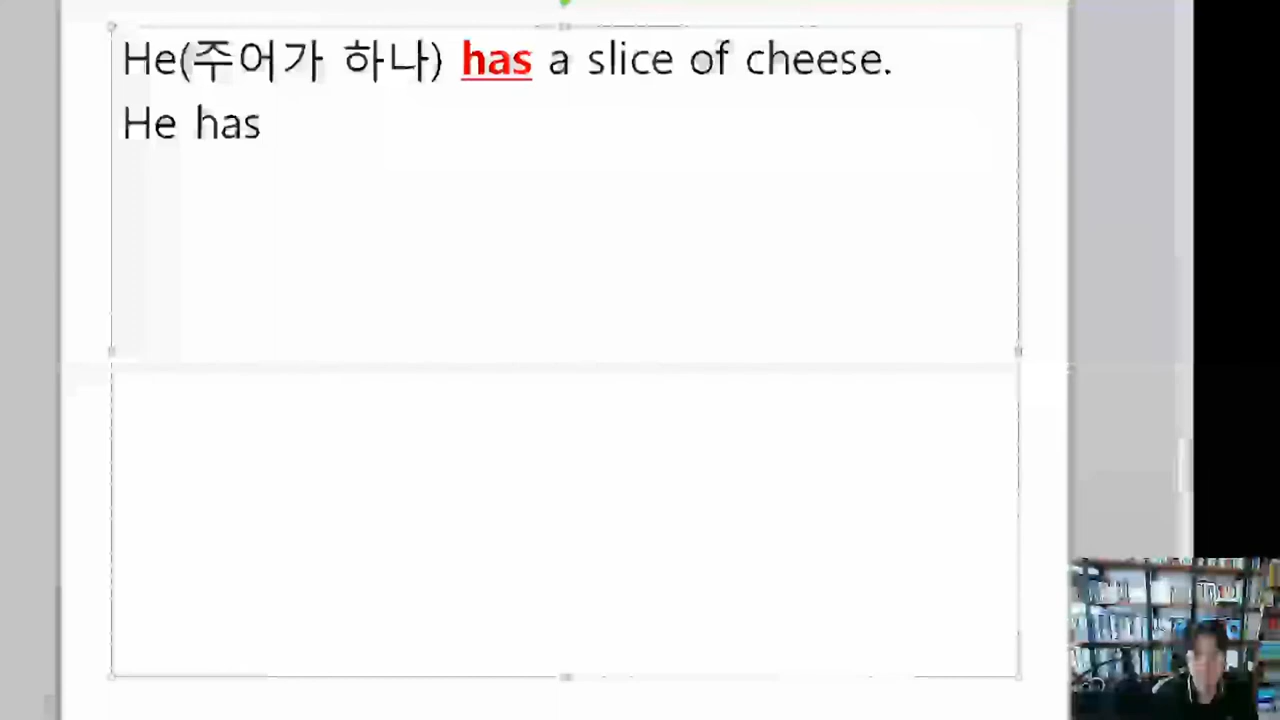 He(주어가 하나) has a slice of cheese.
He has